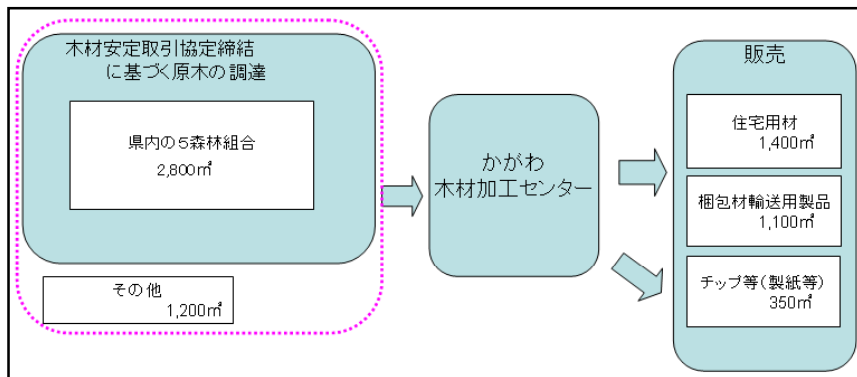 木材安定取引協定締結
に基づく原木の調達
県内の5森林組合
2,800㎥
その他
1,200㎥
かがわ
木材加工センター
販売
住宅用材
1,400㎥
梱包材輸送用製品
1,100㎥
チップ等(製紙等)
350㎥